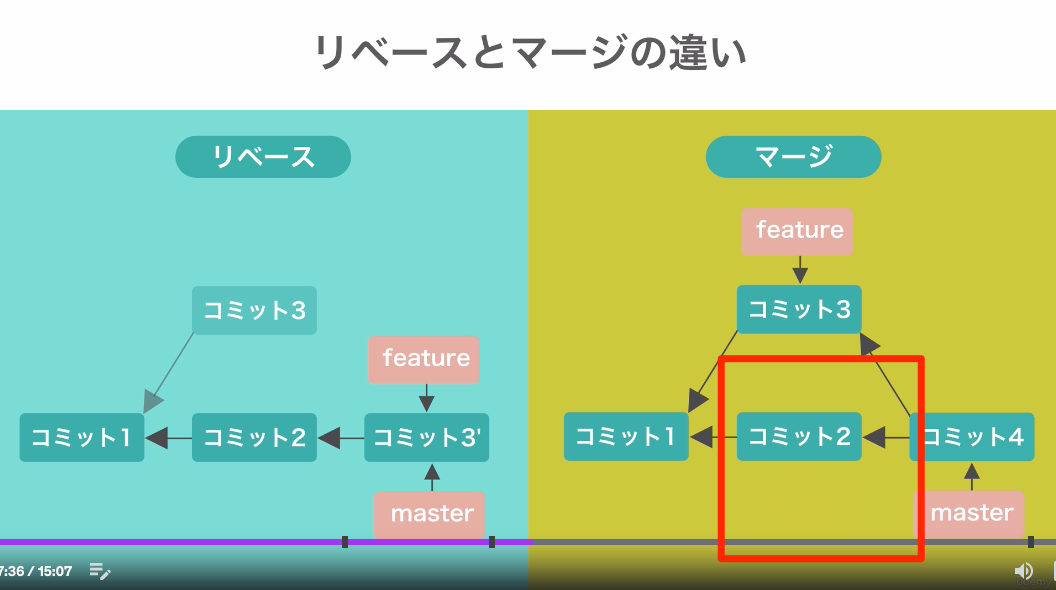 リベースとマージの違い
リベース
コミット3
feature
コミット1
コミット2
コミット3'
master
マージ
feature
コミット3
コミット1
コミット2
コミット4
master
7:36 / 15:07